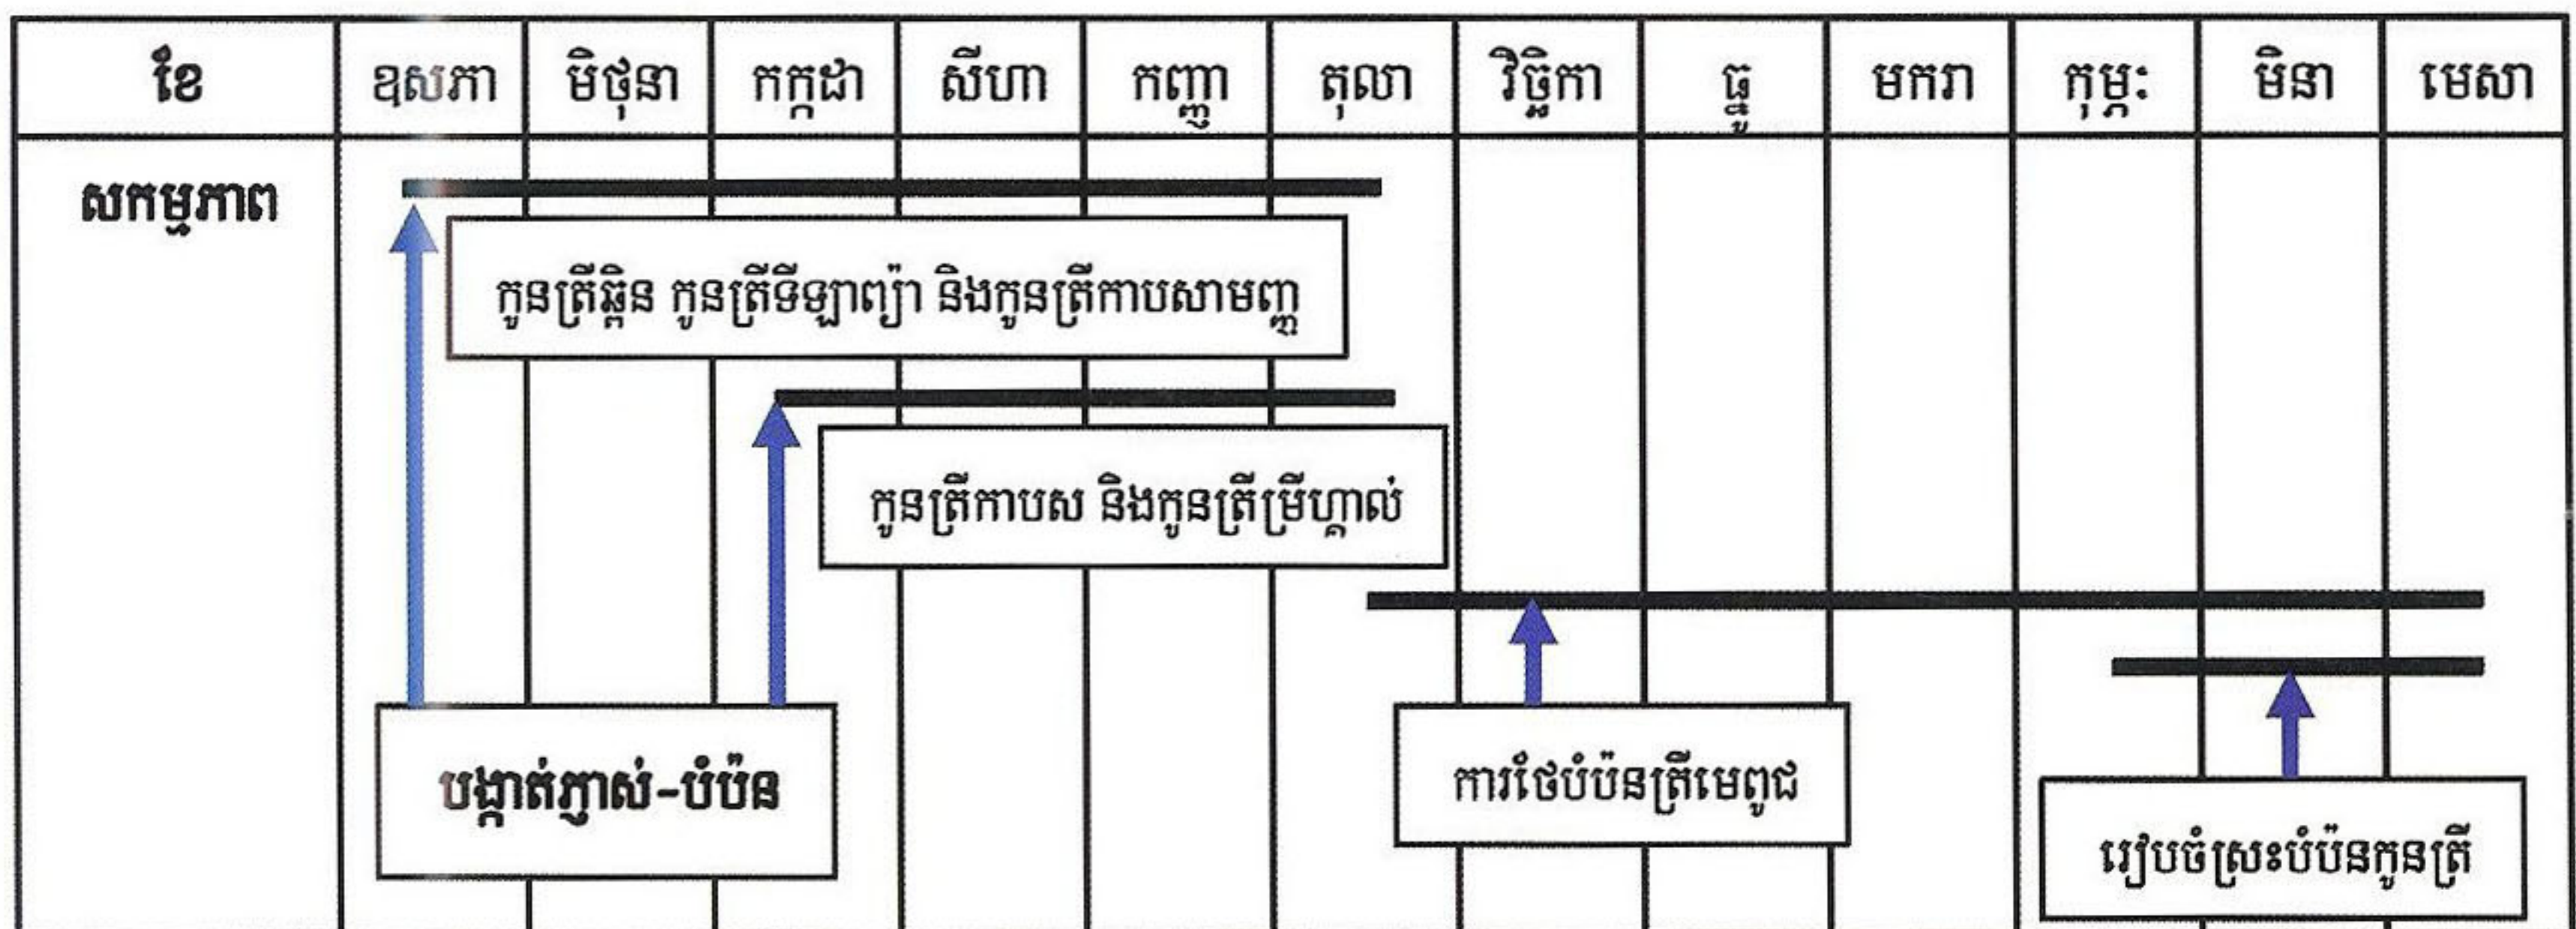 ខែ ឧសភា មិថុនា កក្កដា សីហា កញ្ញា តុលា វិច្ឆិកា ធ្នូ មករា កុម្ភៈ មិនា មេសា
សកម្មភាព
កូនត្រីឆ្ពិន កូនត្រីទីឡាព្យ៉ា និងកូនត្រីកាបសាមញ្ញ
កូនត្រីកាបស និងកូនត្រីម្រីហ្គាល់
បង្កាត់ភ្ញាស់-បំប៉ន
ការថែបំប៉នត្រីមេពូជ
រៀបចំស្រះបំប៉នកូនត្រី